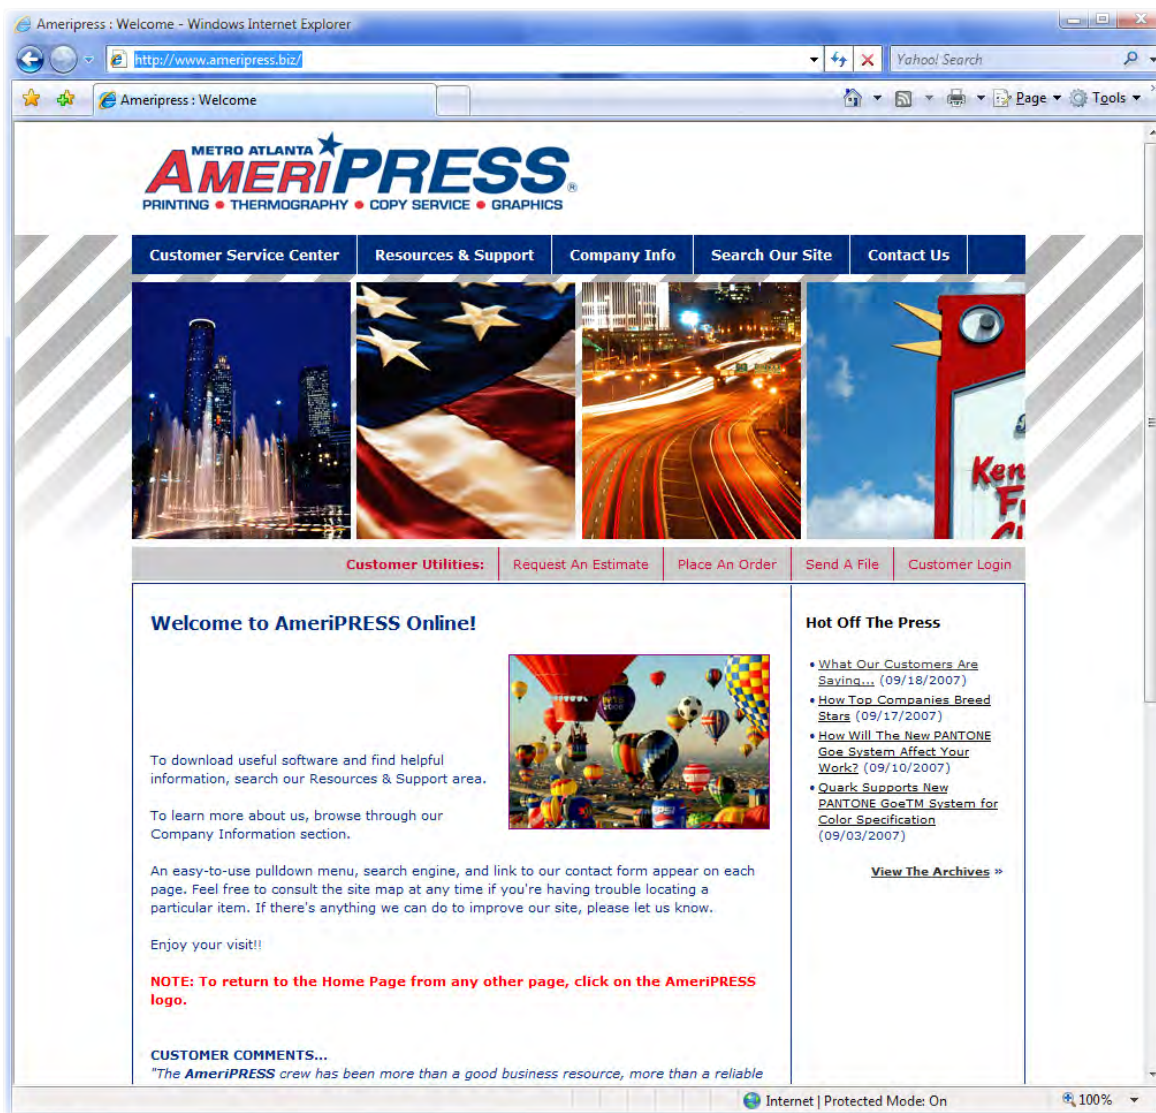 Ameripress : Welcome - Windows Internet Explorer
http://www.ameripress.biz/
Yahoo! Search
Ameripress : Welcome
Page
Tools
METRO ATLANTA
AMERIPRESS®
PRINTING • THERMOGRAPHY • COPY SERVICE • GRAPHICS
Customer Service Center
Resources & Support
Company Info
Search Our Site
Contact Us
Ken
Fr
Customer Utilities:
Request An Estimate
Place An Order
Send A File
Customer Login
Welcome to AmeriPRESS Online!
To download useful software and find helpful
information, search our Resources & Support area.
To learn more about us, browse through our
Company Information section.
An easy-to-use pulldown menu, search engine, and link to our contact form appear on each
page. Feel free to consult the site map at any time if you're having trouble locating a
particular item. If there's anything we can do to improve our site, please let us know.
Enjoy your visit!!
NOTE: To return to the Home Page from any other page, click on the AmeriPRESS
logo.
CUSTOMER COMMENTS...
"The AmeriPRESS crew has been more than a good business resource, more than a reliable
Hot Off The Press
• What Our Customers Are
Saying... (09/18/2007)
• How Top Companies Breed
Stars (09/17/2007)
• How Will The New PANTONE
Goe System Affect Your
Work? (09/10/2007)
• Quark Supports New
PANTONE GoeTM System for
Color Specification
(09/03/2007)
View The Archives »
PEPSI
Internet | Protected Mode: On
100%